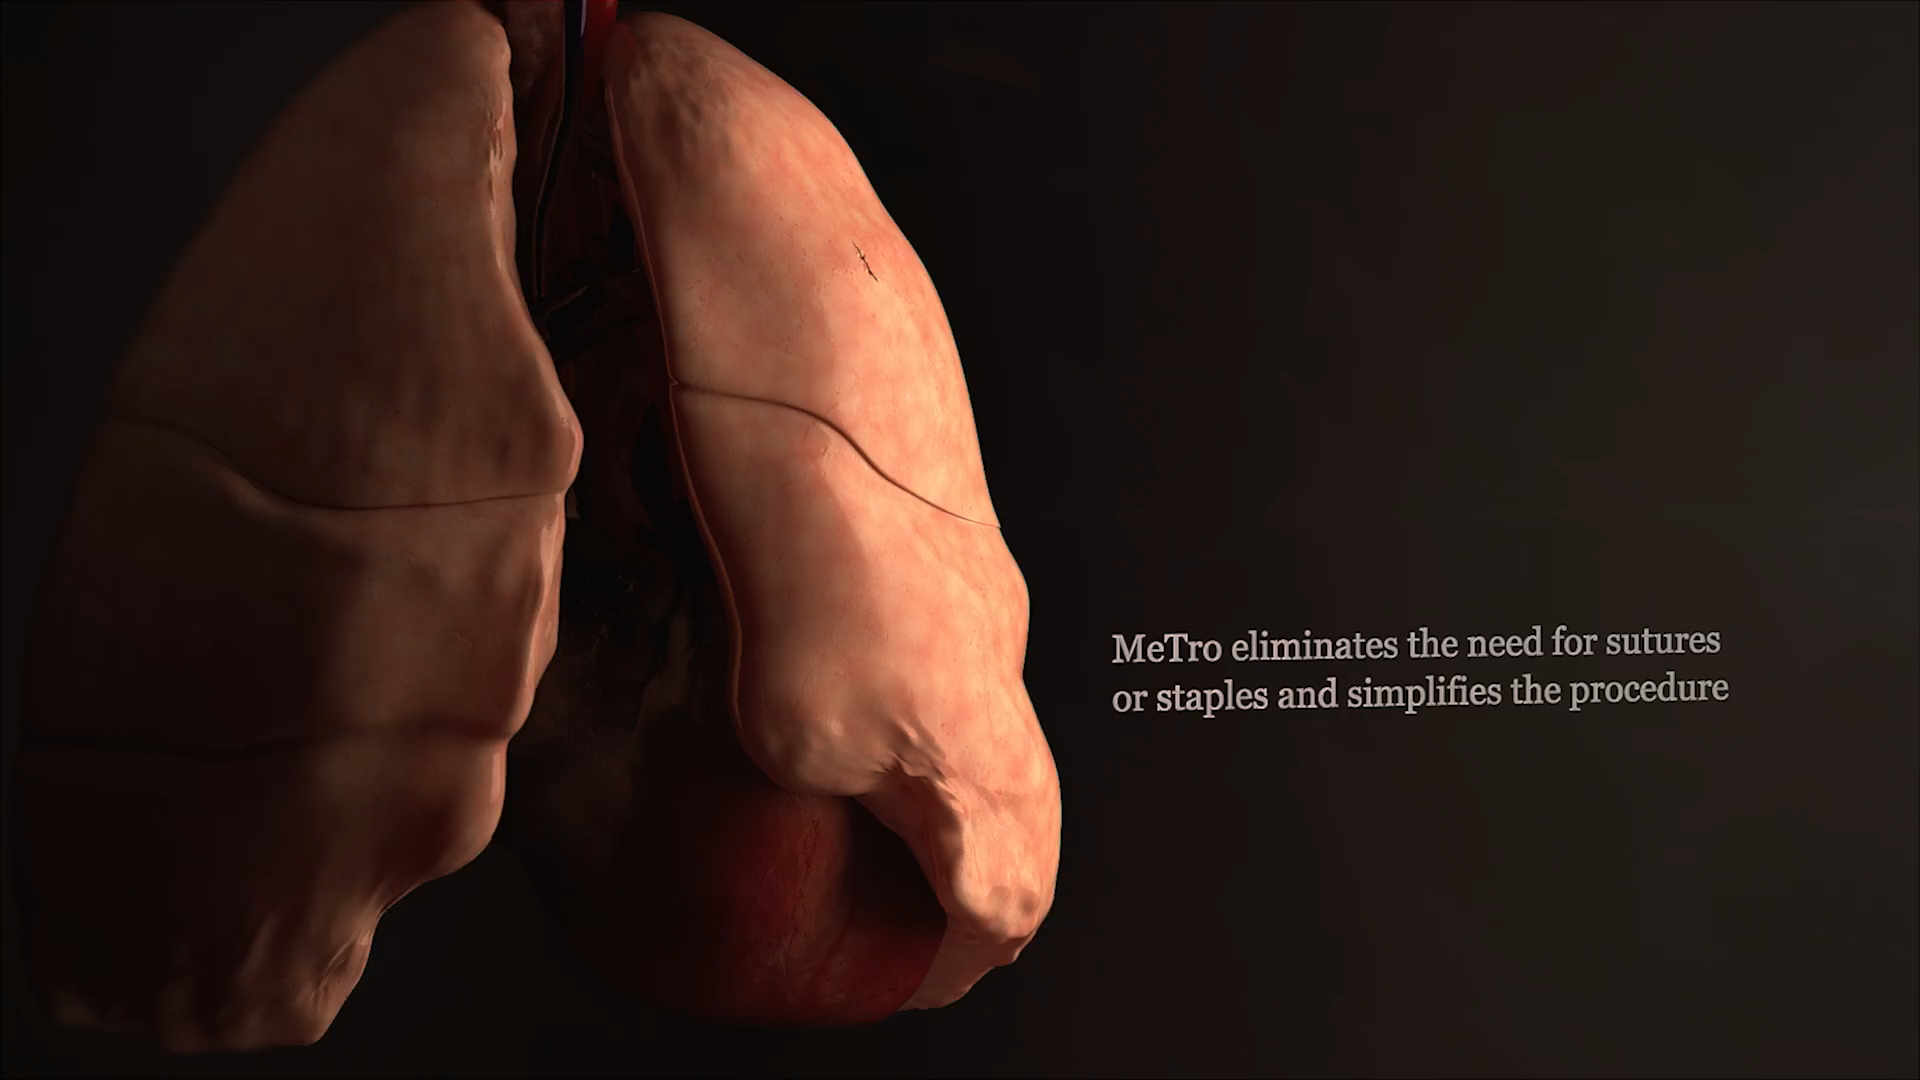 MeTro eliminates the need for sutures
or staples and simplifies the procedure